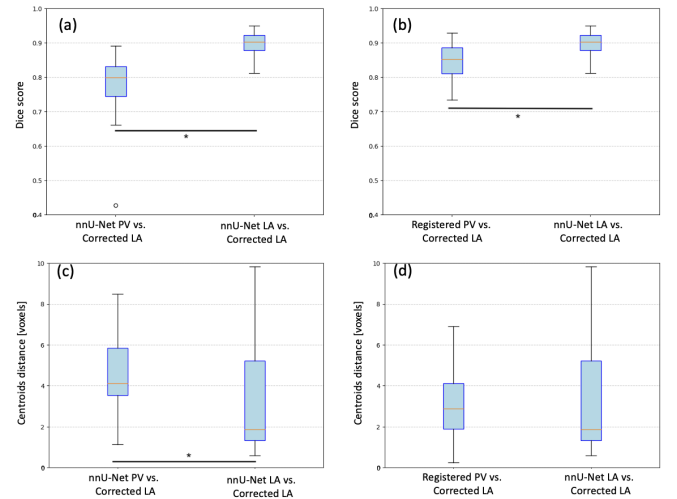 (a)
Dice score
1.0
0.9
0.8
0.7
0.6
0.5
0.4
*
nnU-Net PV vs.
Corrected LA
nnU-Net LA vs.
Corrected LA
(b)
Dice score
1.0
0.9
0.8
0.7
0.6
0.5
0.4
*
Registered PV vs.
Corrected LA
nnU-Net LA vs.
Corrected LA
(c)
Centroids distance [voxels]
10
8
6
4
2
0
*
nnU-Net PV vs.
Corrected LA
nnU-Net LA vs.
Corrected LA
(d)
Centroids distance [voxels]
10
8
6
4
2
0
Registered PV vs.
Corrected LA
nnU-Net LA vs.
Corrected LA